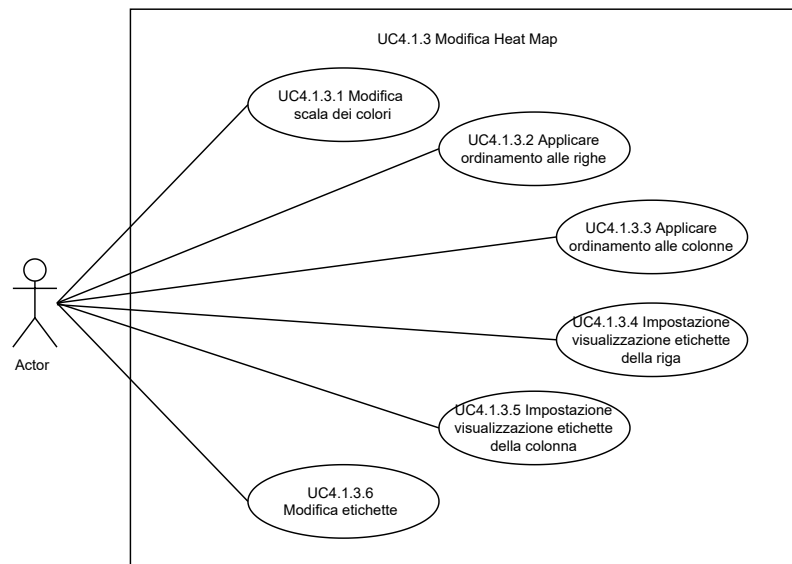 UC4.1.3 Modifica Heat Map
UC4.1.3.1 Modifica
scala dei colori
UC4.1.3.2 Applicare
ordinamento alle righe
UC4.1.3.3 Applicare
ordinamento alle colonne
UC4.1.3.4 Impostazione
visualizzazione etichette
della riga
Actor
UC4.1.3.5 Impostazione
visualizzazione etichette
della colonna
UC4.1.3.6
Modifica etichette